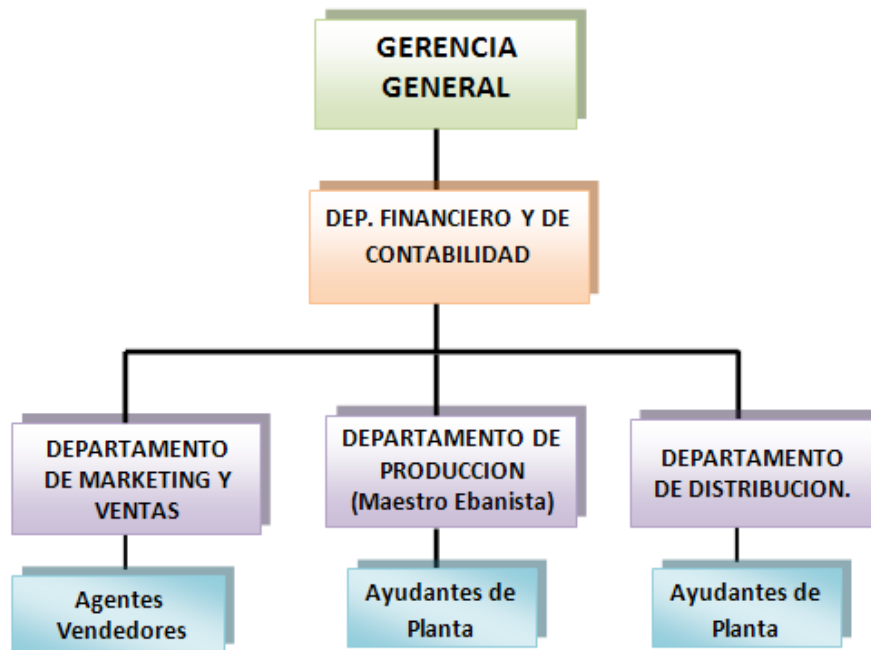 GERENCIA
GENERAL
DEP. FINANCIERO Y DE
CONTABILIDAD
DEPARTAMENTO
DE MARKETING Y
VENTAS
DEPARTAMENTO DE
PRODUCCION
(Maestro Ebanista)
DEPARTAMENTO
DE DISTRIBUCION.
Agentes
Vendedores
Ayudantes de
Planta
Ayudantes de
Planta